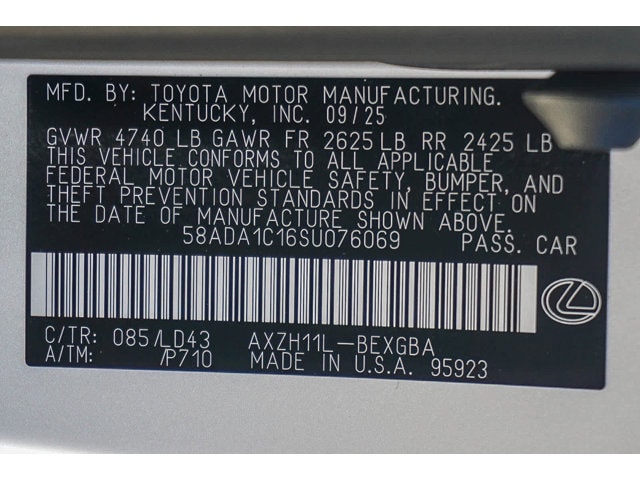 MFD. BY: TOYOTA MOTOR MANUFACTURING.
KENTUCKY, INC. 09/25
GVWR 4740 LB GAWR FR 2625 LB RR 2425 LB
THIS VEHICLE CONFORMS TO ALL APPLICABLE
FEDERAL MOTOR VEHICLE SAFETY, BUMPER, AND
THEFT PREVENTION STANDARDS IN EFFECT ON
THE DATE OF MANUFACTURE SHOWN ABOVE.
58ADA1C16SU076069 PASS. CAR
C/TR: 085/LD43 AXZH11L-BEXGBA
A/TM: /P710 MADE IN U.S.A. 95923